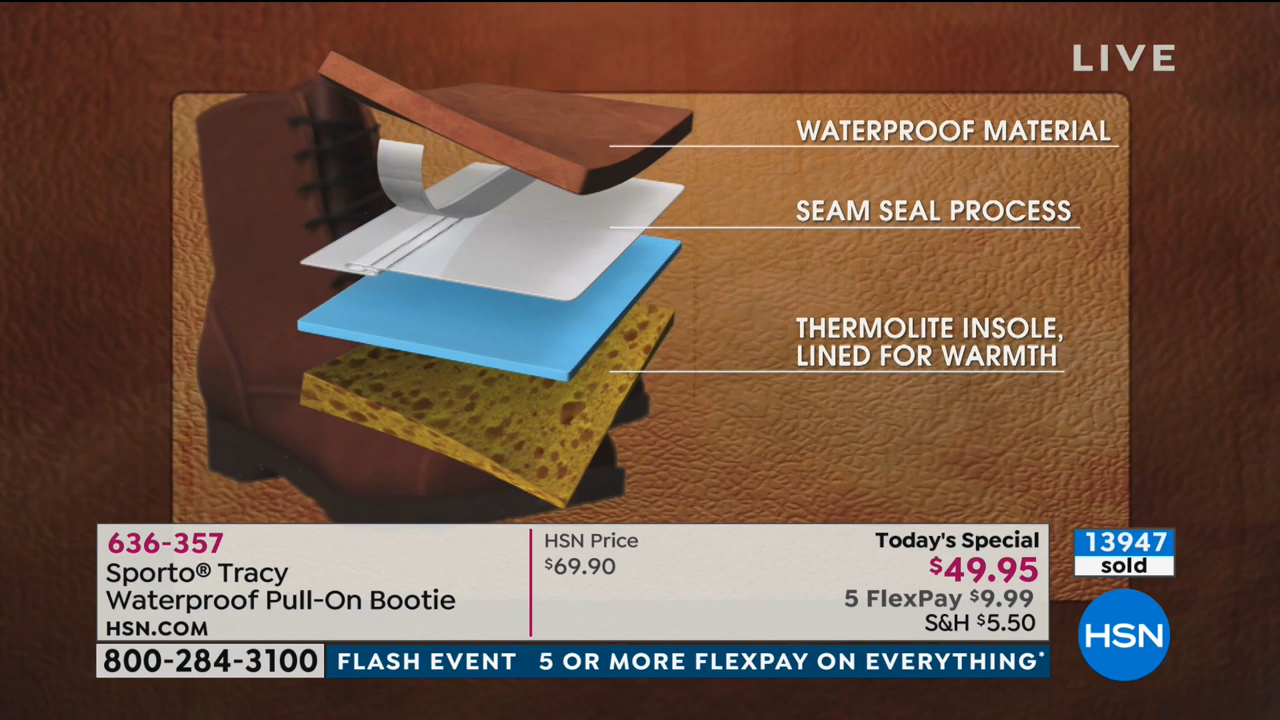 LIVE
WATERPROOF MATERIAL
SEAM SEAL PROCESS
THERMOLITE INSOLE,
LINED FOR WARMTH
636-357
Sporto® Tracy
Waterproof Pull-On Bootie
HSN.COM
HSN Price
$69.90
Today's Special
$49.95
5 FlexPay $9.99
S&H $5.50
13947
sold
HSN
800-284-3100
FLASH EVENT 5 OR MORE FLEXPAY ON EVERYTHING*